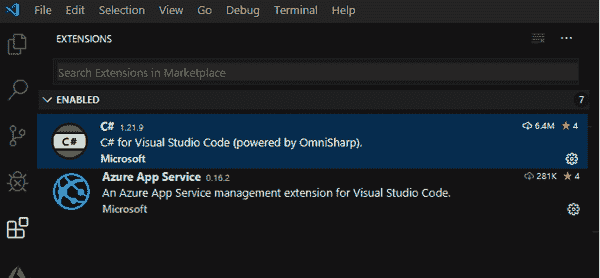 File Edit Selection View Go Debug Terminal Help
EXTENSIONS
Search Extensions in Marketplace
ENABLED 7
C# 1.21.9 6.4M 4
C#
C# for Visual Studio Code (powered by OmniSharp).
Microsoft
Azure App Service 0.16.2 281K 4
An Azure App Service management extension for Visual Studio Code.
Microsoft